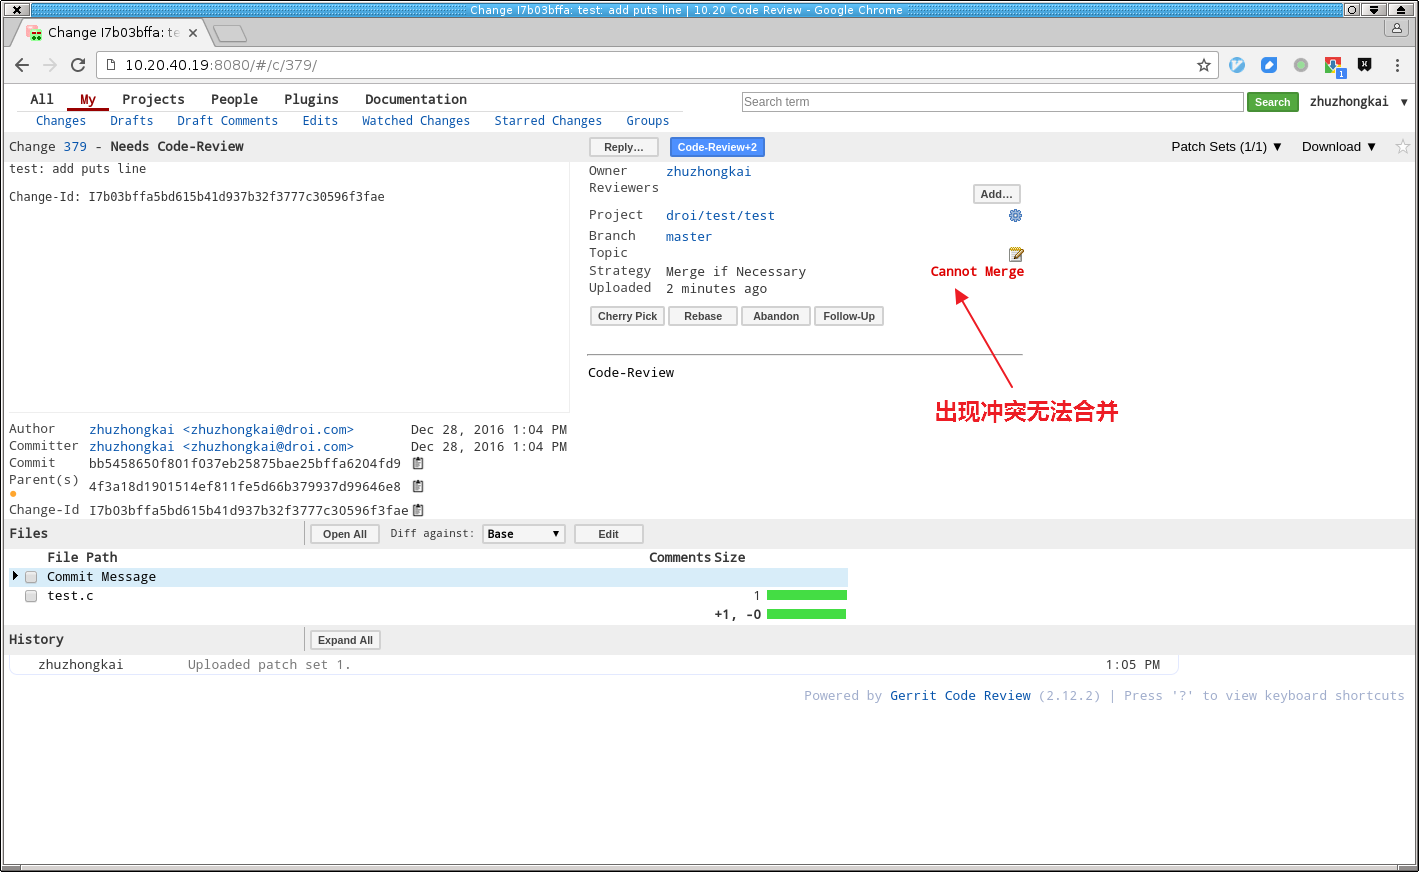 Change I7b03bffa: test: add puts line | 10.20 Code Review - Google Chrome
Change I7b03bffa: te
10.20.40.19:8080/#/c/379/
1
All My Projects People Plugins Documentation
Search term Search zhuzhongkai ▼
Changes Drafts Draft Comments Edits Watched Changes Starred Changes Groups
Change 379 - Needs Code-Review Reply… Code-Review+2 Patch Sets (1/1) ▼ Download ▼
test: add puts line
Change-Id: I7b03bffa5bd615b41d937b32f3777c30596f3fae
Owner zhuzhongkai
Reviewers Add…
Project droi/test/test
Branch master
Topic
Strategy Merge if Necessary Cannot Merge
Uploaded 2 minutes ago
Cherry Pick Rebase Abandon Follow-Up
Code-Review
出现冲突无法合并
Author zhuzhongkai <zhuzhongkai@droi.com> Dec 28, 2016 1:04 PM
Committer zhuzhongkai <zhuzhongkai@droi.com> Dec 28, 2016 1:04 PM
Commit bb5458650f801f037eb25875bae25bffa6204fd9
Parent(s) 4f3a18d1901514ef811fe5d66b379937d99646e8
Change-Id I7b03bffa5bd615b41d937b32f3777c30596f3fae
Files Open All Diff against: Base ▼ Edit
File Path Comments Size
Commit Message
test.c 1
+1, -0
History Expand All
zhuzhongkai Uploaded patch set 1. 1:05 PM
Powered by Gerrit Code Review (2.12.2) | Press '?' to view keyboard shortcuts